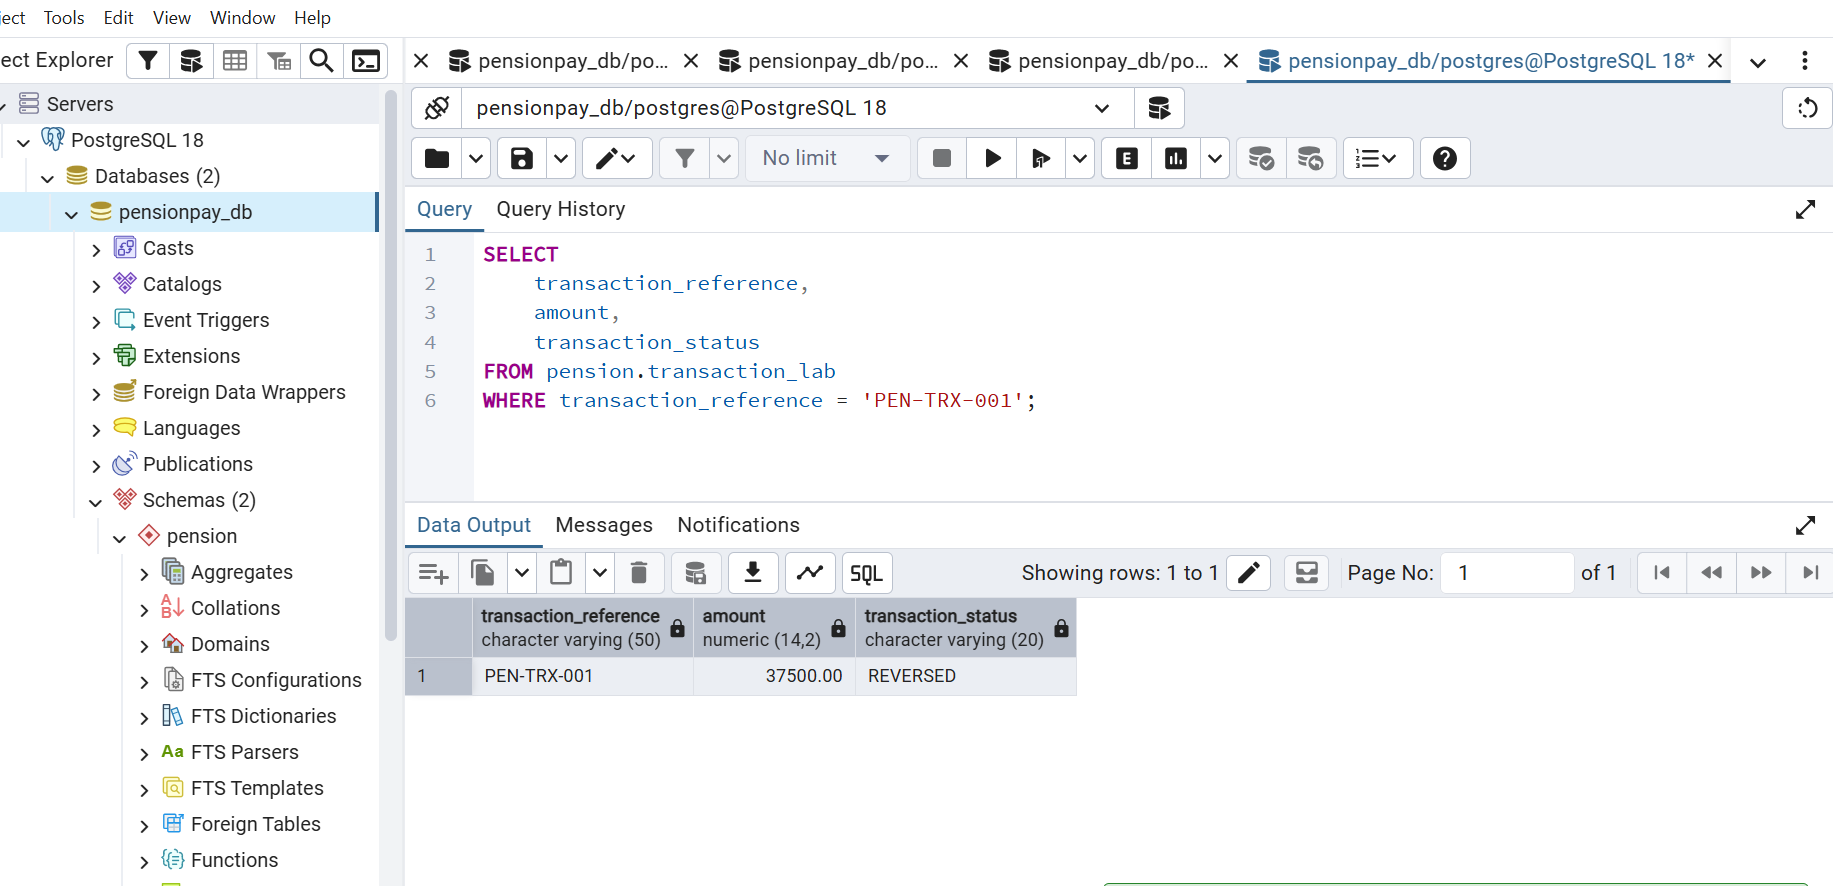 ject Tools Edit View Window Help
ect Explorer
Servers
PostgreSQL 18
Databases (2)
pensionpay_db
Casts
Catalogs
Event Triggers
Extensions
Foreign Data Wrappers
Languages
Publications
Schemas (2)
pension
Aggregates
Collations
Domains
FTS Configurations
FTS Dictionaries
Aa FTS Parsers
FTS Templates
Foreign Tables
Functions
pensionpay_db/po... pensionpay_db/po... pensionpay_db/po... pensionpay_db/postgres@PostgreSQL 18*
pensionpay_db/postgres@PostgreSQL 18
No limit
Query Query History
1 SELECT
2 transaction_reference,
3 amount,
4 transaction_status
5 FROM pension.transaction_lab
6 WHERE transaction_reference = 'PEN-TRX-001';
Data Output Messages Notifications
SQL Showing rows: 1 to 1 Page No: 1 of 1
transaction_reference amount transaction_status
character varying (50) numeric (14,2) character varying (20)
1 PEN-TRX-001 37500.00 REVERSED